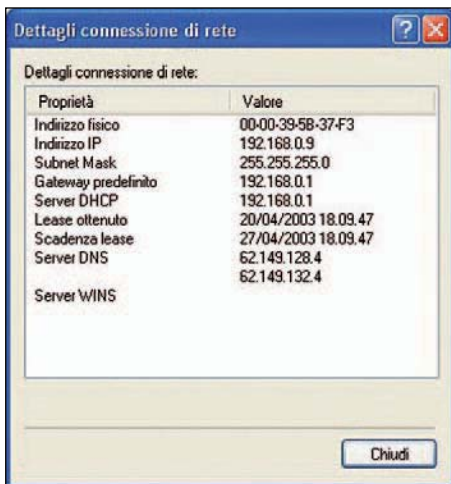 Dettagli connessione di rete
Dettagli connessione di rete:
Proprietà Valore
Indirizzo fisico 00-00-39-5B-37-F3
Indirizzo IP 192.168.0.9
Subnet Mask 255.255.255.0
Gateway predefinito 192.168.0.1
Server DHCP 192.168.0.1
Lease ottenuto 20/04/2003 18.09.47
Scadenza lease 27/04/2003 18.09.47
Server DNS 62.149.128.4
62.149.132.4
Server WINS
Chiudi